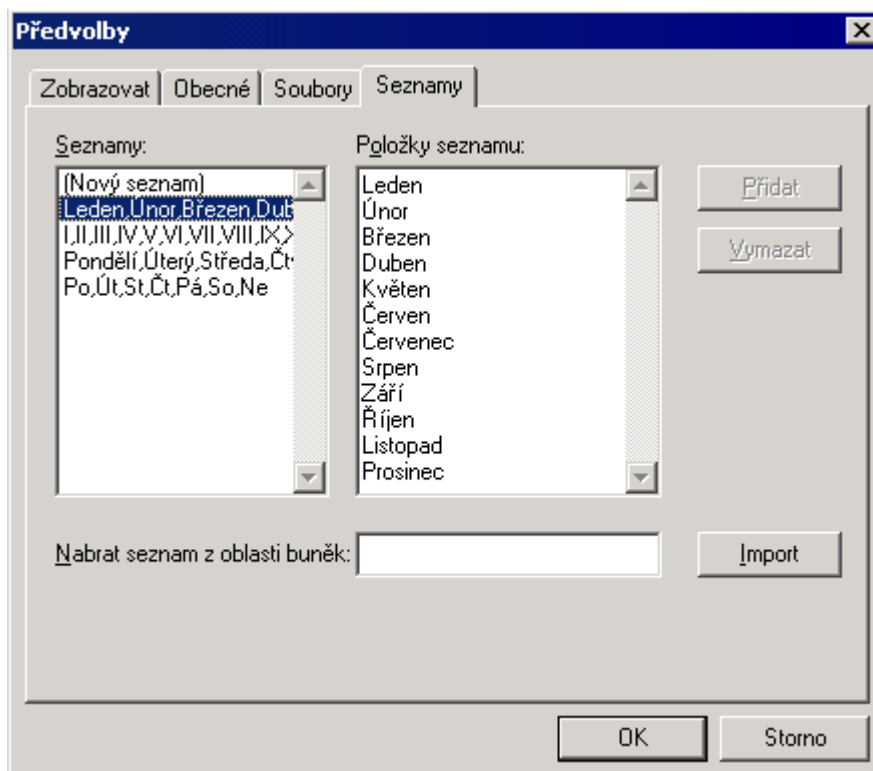 Předvolby
Zobrazovat Obecné Soubory Seznamy
Seznamy:
(Nový seznam)
Leden,Únor,Březen,Dub
I,II,III,IV,V,VI,VII,VIII,IX,X
Pondělí,Úterý,Středa,Čtv
Po,Út,St,Čt,Pá,So,Ne
Položky seznamu:
Leden
Únor
Březen
Duben
Květen
Červen
Červenec
Srpen
Září
Říjen
Listopad
Prosinec
Přidat
Vymazat
Nabrat seznam z oblasti buněk:
Import
OK Storno